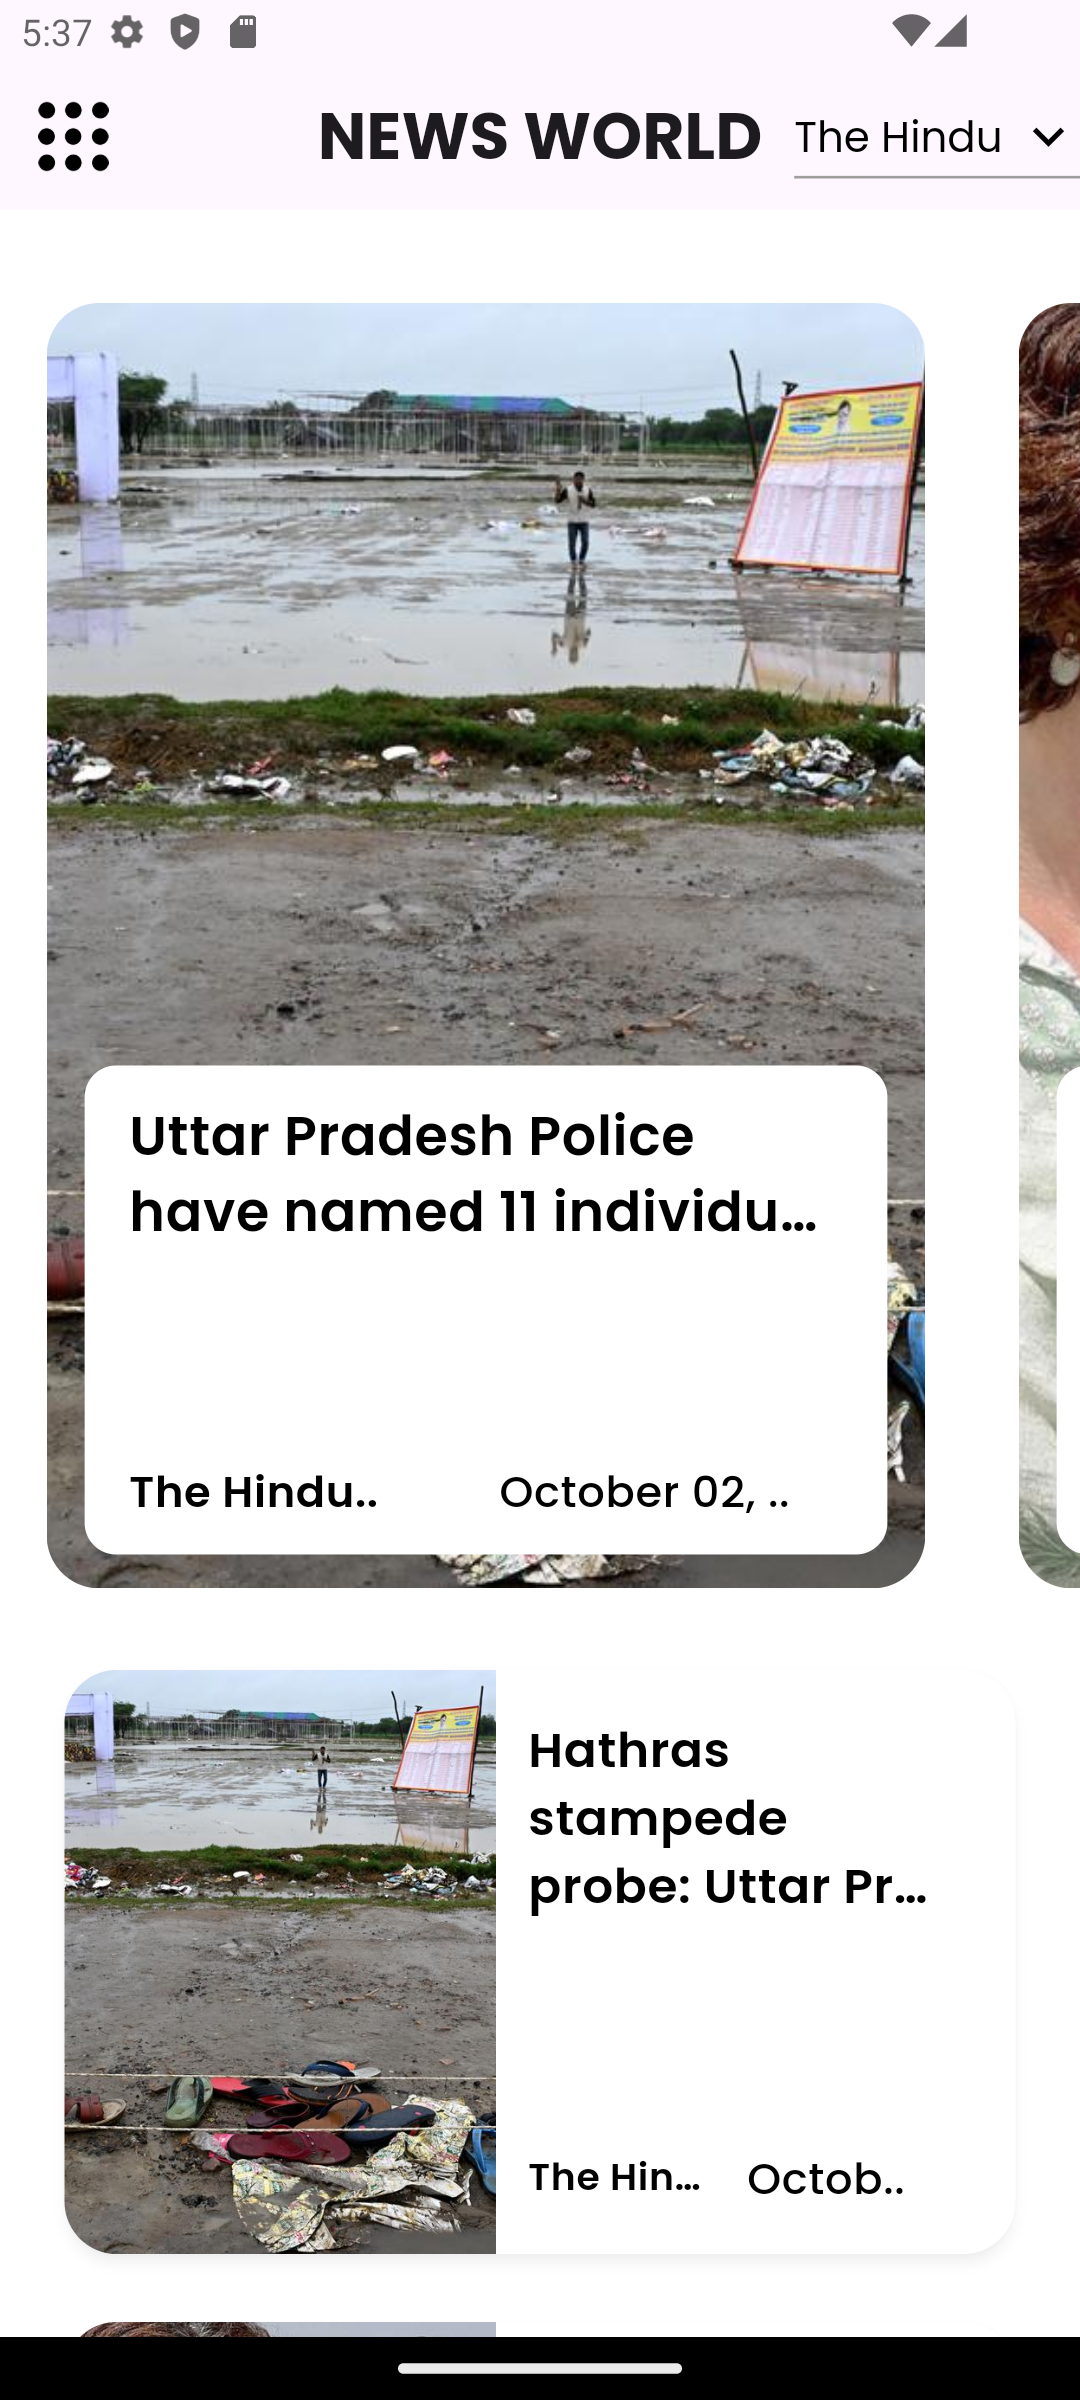 5:37
NEWS WORLD
The Hindu
Uttar Pradesh Police
have named 11 individu...
The Hindu..
October 02, ..
Hathras
stampede
probe: Uttar Pr...
The Hin...
Octob..